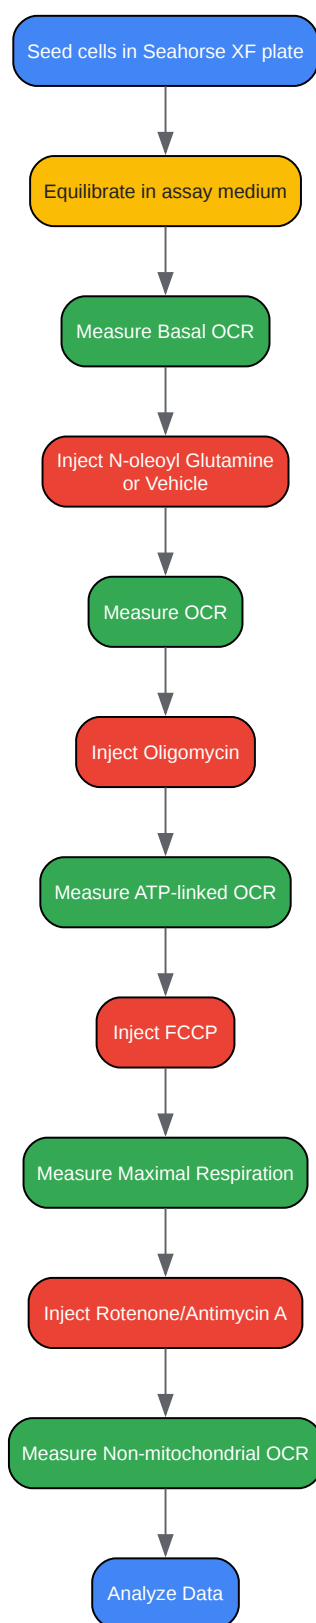 Seed cells in Seahorse XF plate
Equilibrate in assay medium
Measure Basal OCR
Inject N-oleoyl Glutamine
or Vehicle
Measure OCR
Inject Oligomycin
Measure ATP-linked OCR
Inject FCCP
Measure Maximal Respiration
Inject Rotenone/Antimycin A
Measure Non-mitochondrial OCR
Analyze Data